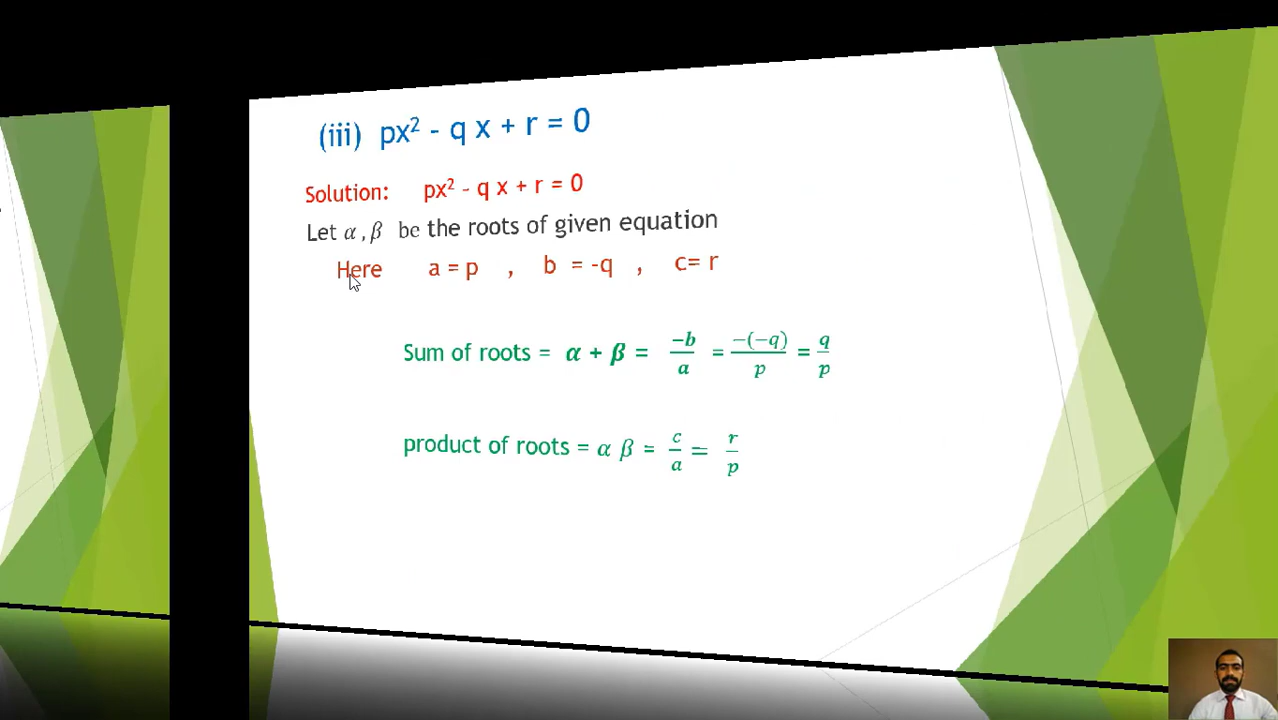 (iii) px² - q x + r = 0
Solution: px² - q x + r = 0
Let α , β be the roots of given equation
Here a = p , b = -q , c= r
Sum of roots = α + β = −b/a = −(−q)/p = q/p
product of roots = α β = c/a = r/p